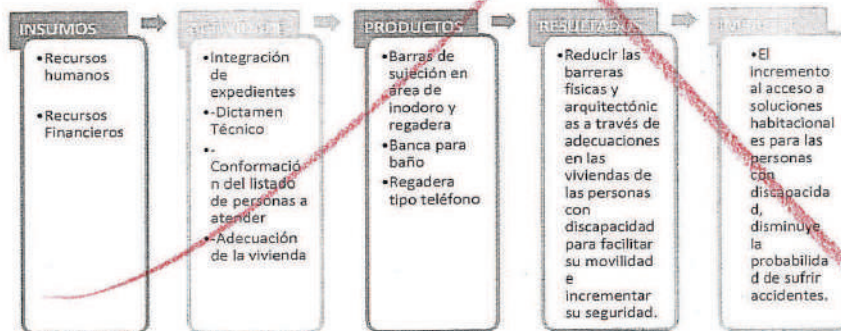 INSUMOS
•Recursos
humanos
•Recursos
Financieros
•Integración
de
expedientes
•-Dictamen
Técnico
•-
Conformació
n del listado
de personas a
atender
•-Adecuación
de la vivienda
PRODUCTOS
•Barras de
sujeción en
área de
inodoro y
regadera
•Banca para
baño
•Regadera
tipo teléfono
RESULTADOS
•Reducir las
barreras
físicas y
arquitectónic
as a través de
adecuaciones
en las
viviendas de
las personas
con
discapacidad
para facilitar
su movilidad
e
incrementar
su seguridad.
•El
incremento
al acceso a
soluciones
habitacional
es para las
personas
con
discapacida
d,
disminuye
la
probabilida
d de sufrir
accidentes.